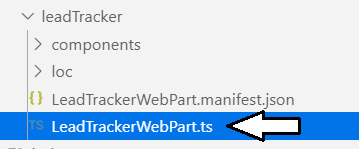 leadTracker
components
loc
{} LeadTrackerWebPart.manifest.json
TS LeadTrackerWebPart.ts